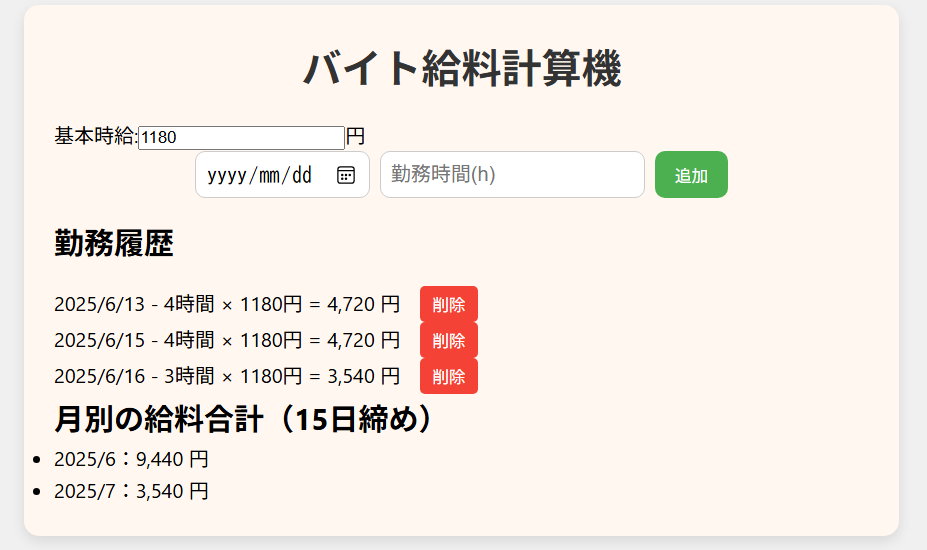 バイト給料計算機
基本時給:1180円
yyyy/mm/dd 勤務時間(h) 追加
勤務履歴
2025/6/13 - 4時間 × 1180円 = 4,720 円 削除
2025/6/15 - 4時間 × 1180円 = 4,720 円 削除
2025/6/16 - 3時間 × 1180円 = 3,540 円 削除
月別の給料合計（15日締め）
2025/6：9,440 円
2025/7：3,540 円